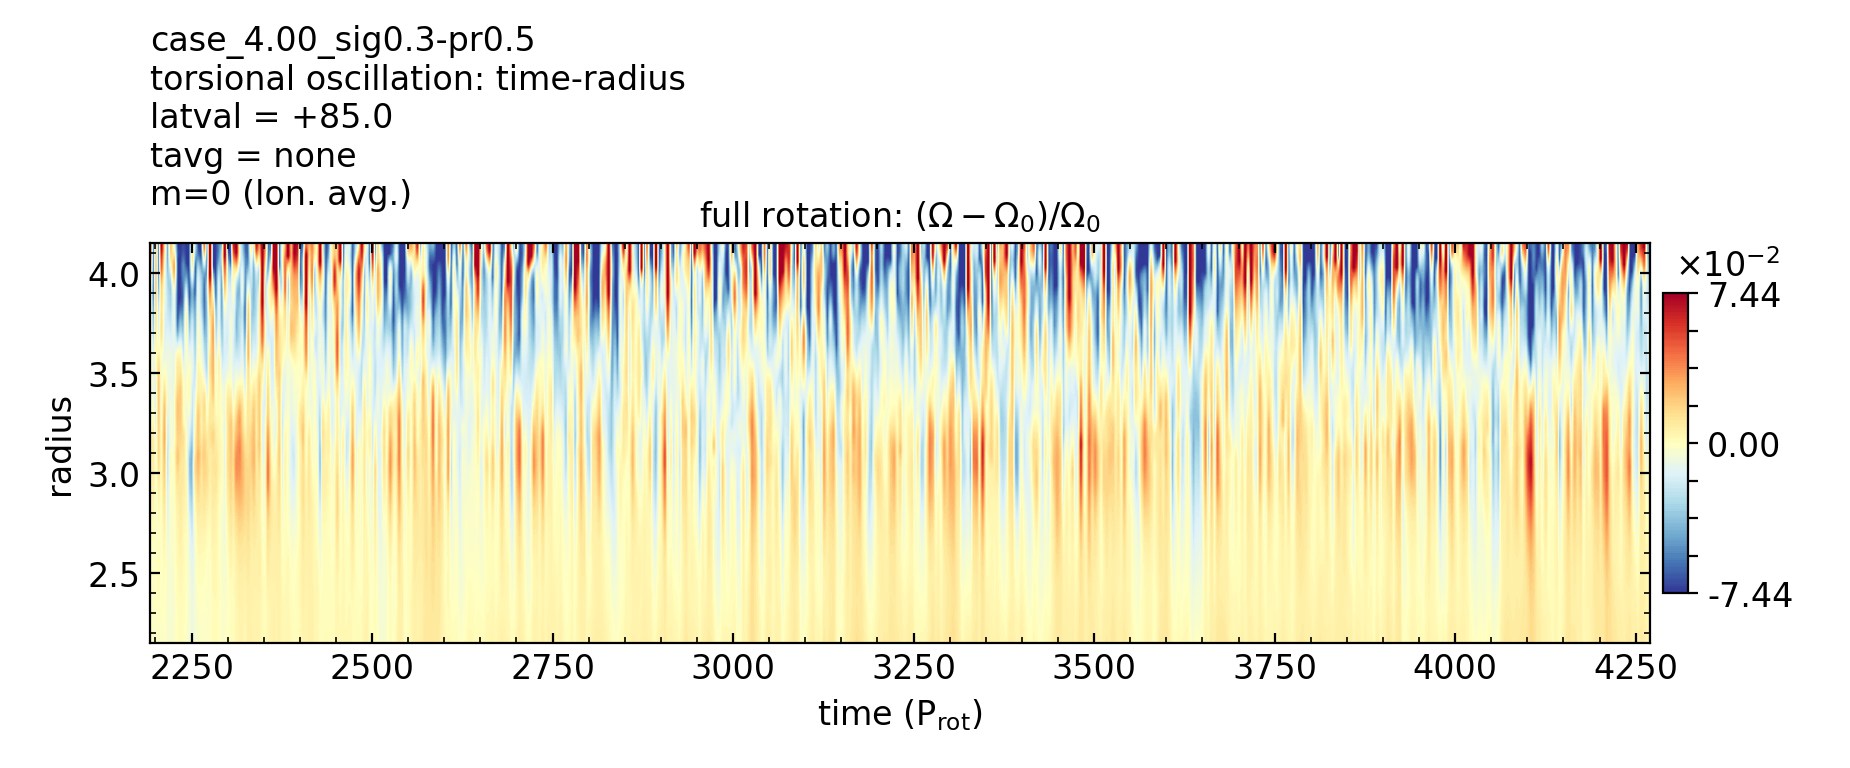 case_4.00_sig0.3-pr0.5
torsional oscillation: time-radius
latval = +85.0
tavg = none
m=0 (lon. avg.)
full rotation: (Ω − Ω₀)/Ω₀
×10⁻²
7.44
0.00
-7.44
radius
4.0
3.5
3.0
2.5
2250 2500 2750 3000 3250 3500 3750 4000 4250
time (P_rot)